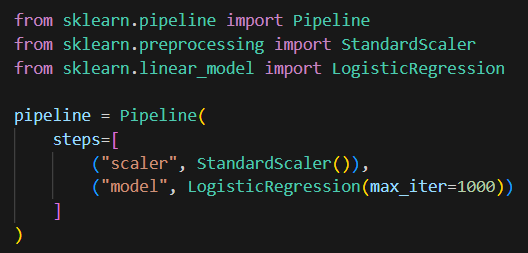 from sklearn.pipeline import Pipeline
from sklearn.preprocessing import StandardScaler
from sklearn.linear_model import LogisticRegression

pipeline = Pipeline(
    steps=[
        ("scaler", StandardScaler()),
        ("model", LogisticRegression(max_iter=1000))
    ]
)